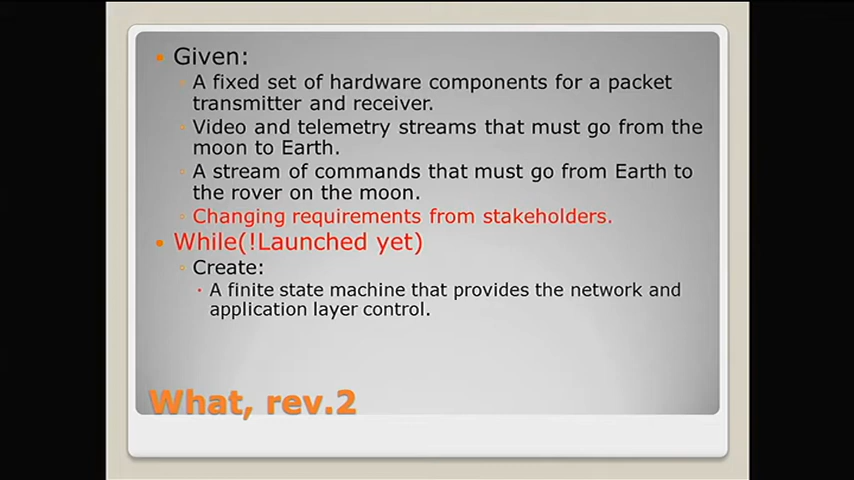 Given:
A fixed set of hardware components for a packet
transmitter and receiver.
Video and telemetry streams that must go from the
moon to Earth.
A stream of commands that must go from Earth to
the rover on the moon.
Changing requirements from stakeholders.
While(!Launched yet)
Create:
A finite state machine that provides the network and
application layer control.
What, rev.2